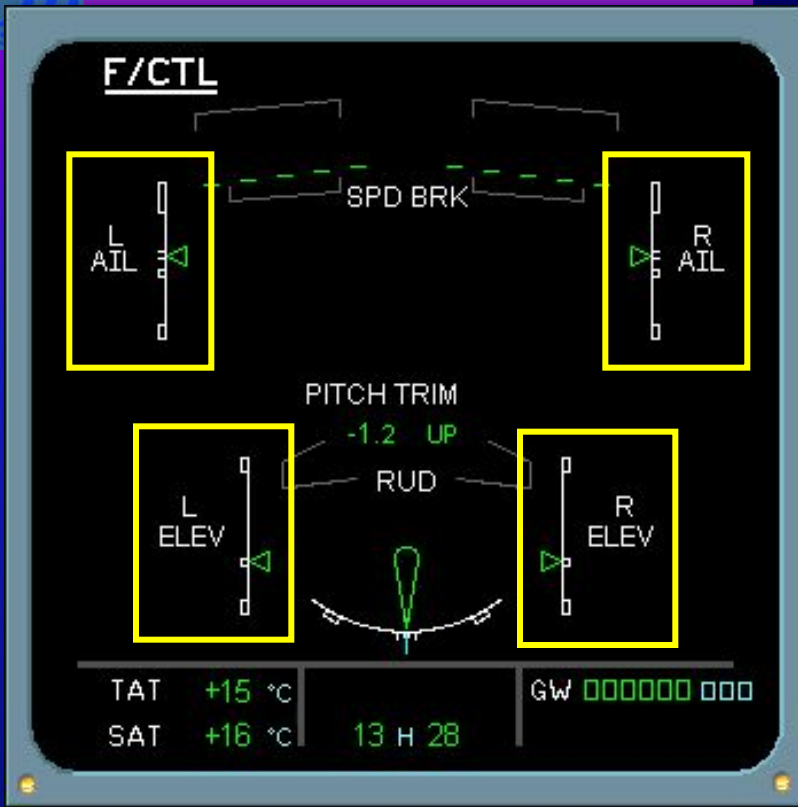 F/CTL
SPD BRK
L
AIL
R
AIL
PITCH TRIM
-1.2 UP
RUD
L
ELEV
R
ELEV
TAT +15 °C
GW
SAT +16 °C
13 H 28